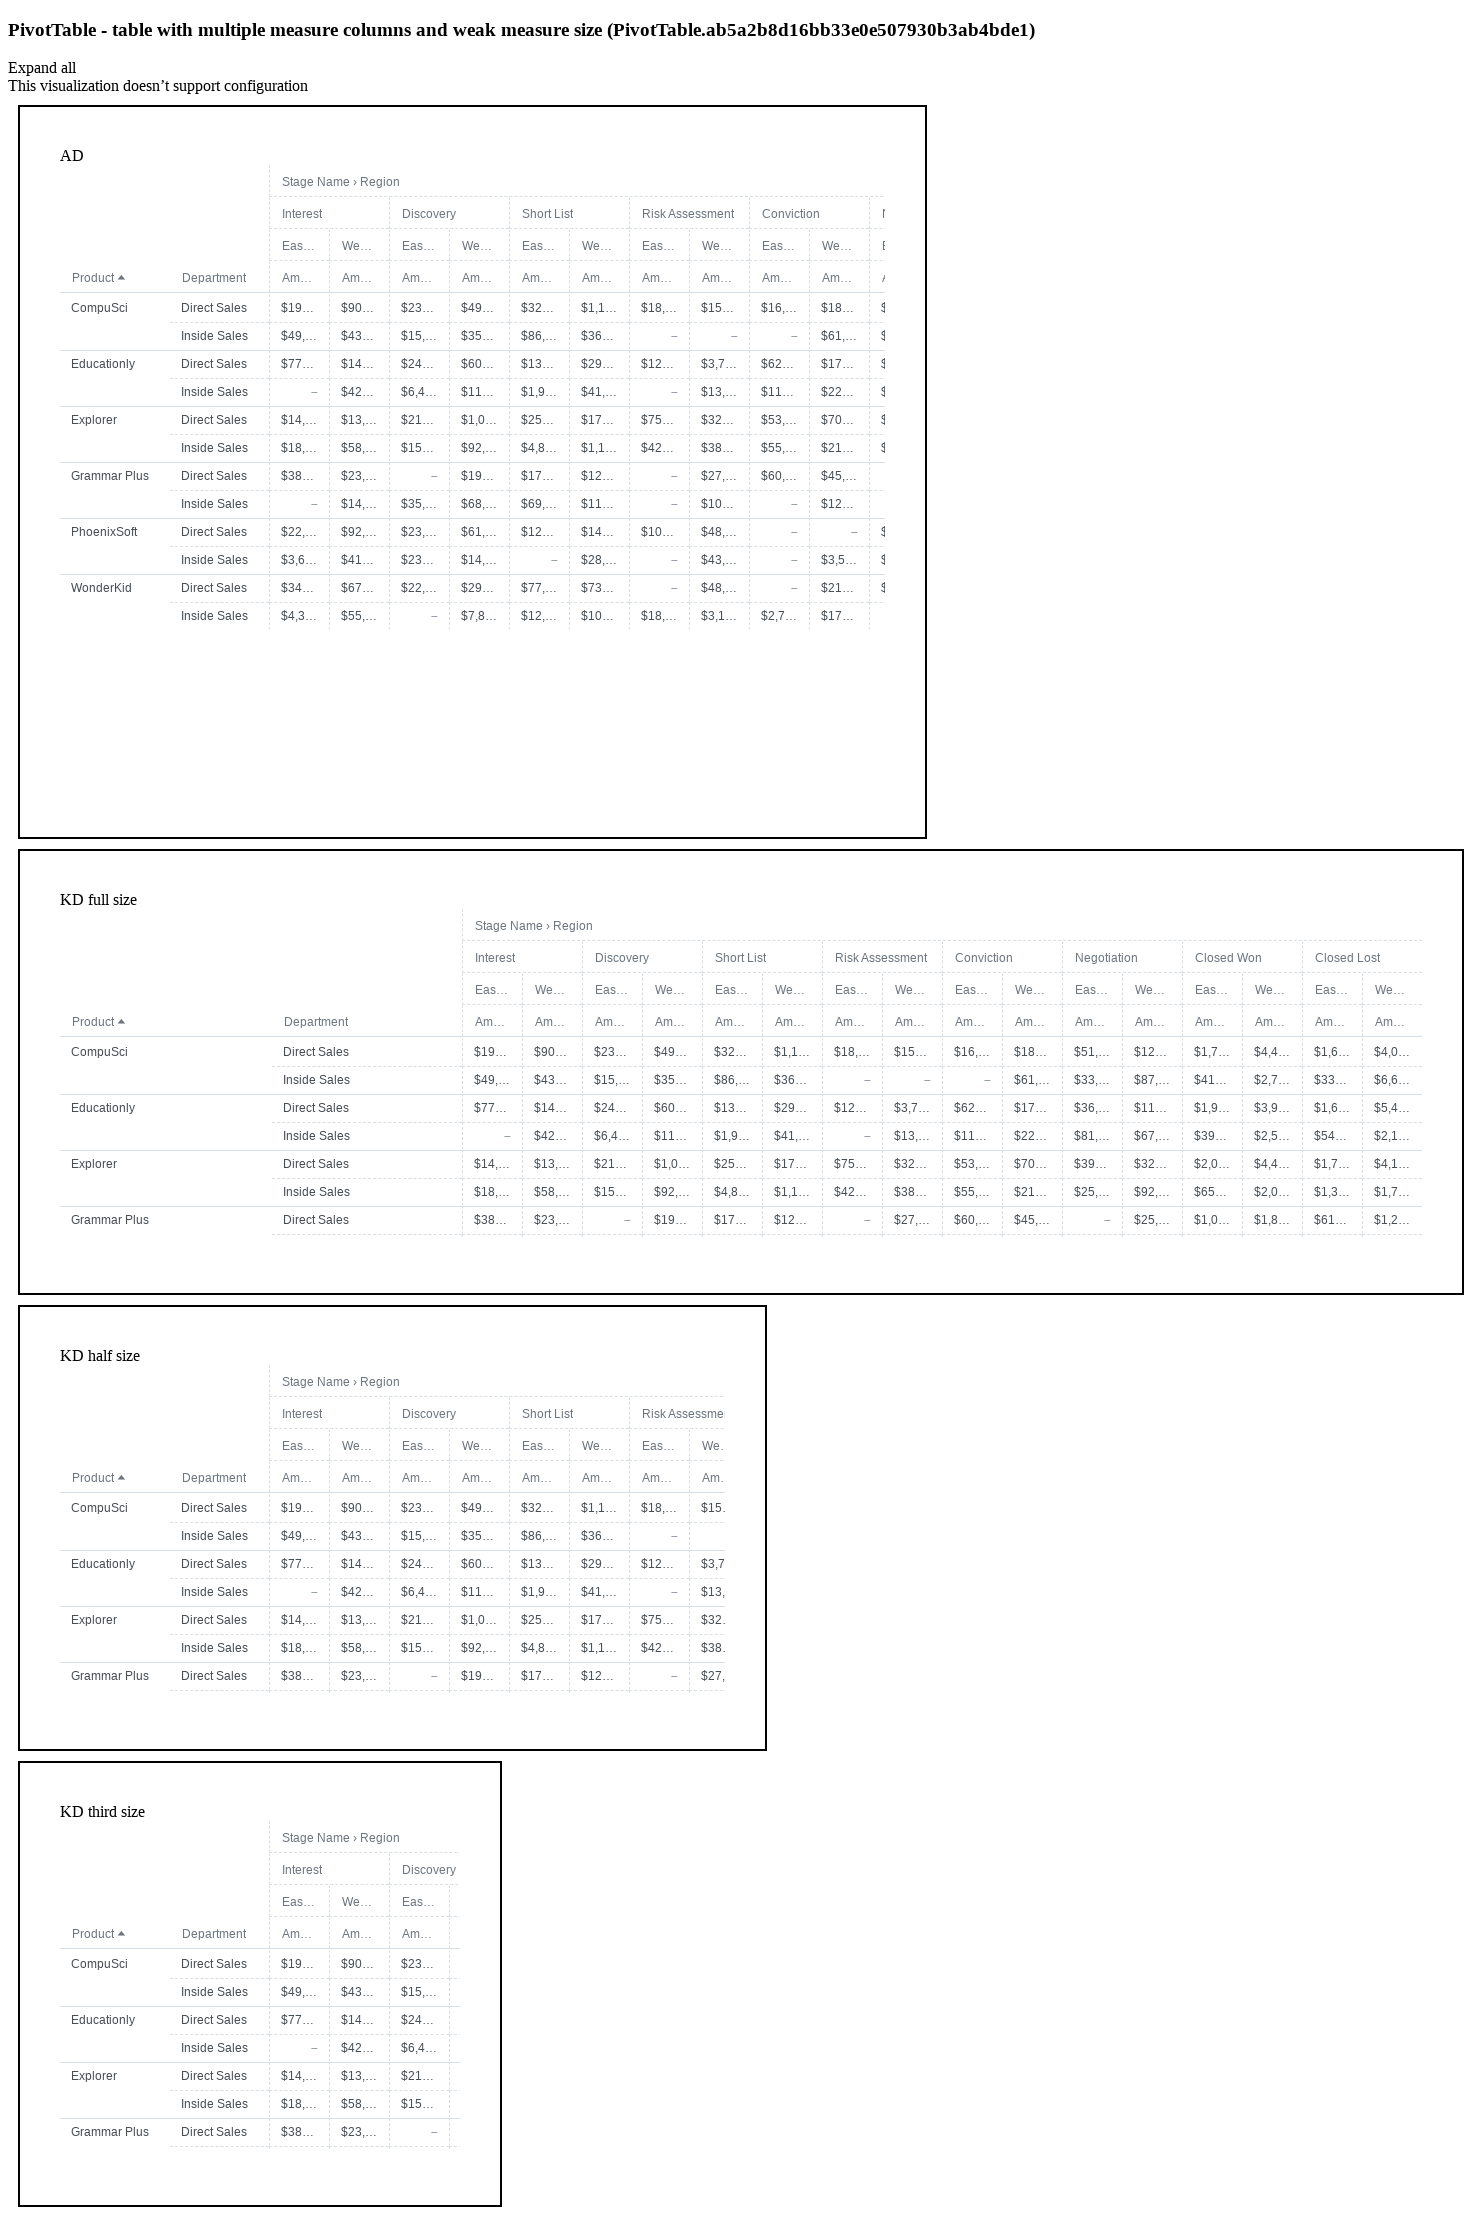 PivotTable - table with multiple measure columns and weak measure size (PivotTable.ab5a2b8d16bb33e0e507930b3ab4bde1)
Expand all
This visualization doesn’t support configuration
AD
Stage Name › Region
Interest Discovery Short List Risk Assessment Conviction
Eas… We… Eas… We… Eas… We… Eas… We… Eas… We…
Product Department Am… Am… Am… Am… Am… Am… Am… Am… Am… Am…
CompuSci Direct Sales $19… $90… $23… $49… $32… $1,1… $18,… $15… $16,… $18… $
Inside Sales $49,… $43… $15,… $35… $86,… $36… – – – $61,… $
Educationly Direct Sales $77… $14… $24… $60… $13… $29… $12… $3,7… $62… $17… $
Inside Sales – $42… $6,4… $11… $1,9… $41,… – $13,… $11… $22… $
Explorer Direct Sales $14,… $13,… $21… $1,0… $25… $17… $75… $32… $53,… $70… $
Inside Sales $18,… $58,… $15… $92,… $4,8… $1,1… $42… $38… $55,… $21… $
Grammar Plus Direct Sales $38… $23,… – $19… $17… $12… – $27,… $60,… $45,…
Inside Sales – $14,… $35,… $68,… $69,… $11… – $10… – $12…
PhoenixSoft Direct Sales $22,… $92,… $23,… $61,… $12… $14… $10… $48,… – – $
Inside Sales $3,6… $41… $23… $14,… – $28,… – $43,… – $3,5… $
WonderKid Direct Sales $34… $67… $22,… $29… $77,… $73… – $48,… – $21… $
Inside Sales $4,3… $55,… – $7,8… $12,… $10… $18,… $3,1… $2,7… $17…
KD full size
Stage Name › Region
Interest Discovery Short List Risk Assessment Conviction Negotiation Closed Won Closed Lost
Eas… We… Eas… We… Eas… We… Eas… We… Eas… We… Eas… We… Eas… We… Eas… We…
Product Department Am… Am… Am… Am… Am… Am… Am… Am… Am… Am… Am… Am… Am… Am… Am… Am…
CompuSci Direct Sales $19… $90… $23… $49… $32… $1,1… $18,… $15… $16,… $18… $51,… $12… $1,7… $4,4… $1,6… $4,0…
Inside Sales $49,… $43… $15,… $35… $86,… $36… – – – $61,… $33,… $87,… $41… $2,7… $33… $6,6…
Educationly Direct Sales $77… $14… $24… $60… $13… $29… $12… $3,7… $62… $17… $36,… $11… $1,9… $3,9… $1,6… $5,4…
Inside Sales – $42… $6,4… $11… $1,9… $41,… – $13,… $11… $22… $81,… $67,… $39… $2,5… $54… $2,1…
Explorer Direct Sales $14,… $13,… $21… $1,0… $25… $17… $75… $32… $53,… $70… $39… $32… $2,0… $4,4… $1,7… $4,1…
Inside Sales $18,… $58,… $15… $92,… $4,8… $1,1… $42… $38… $55,… $21… $25,… $92,… $65… $2,0… $1,3… $1,7…
Grammar Plus Direct Sales $38… $23,… – $19… $17… $12… – $27,… $60,… $45,… – $25,… $1,0… $1,8… $61… $1,2…
KD half size
Stage Name › Region
Interest Discovery Short List Risk Assessme
Eas… We… Eas… We… Eas… We… Eas… We…
Product Department Am… Am… Am… Am… Am… Am… Am… Am…
CompuSci Direct Sales $19… $90… $23… $49… $32… $1,1… $18,… $15…
Inside Sales $49,… $43… $15,… $35… $86,… $36… –
Educationly Direct Sales $77… $14… $24… $60… $13… $29… $12… $3,7
Inside Sales – $42… $6,4… $11… $1,9… $41,… – $13,
Explorer Direct Sales $14,… $13,… $21… $1,0… $25… $17… $75… $32…
Inside Sales $18,… $58,… $15… $92,… $4,8… $1,1… $42… $38…
Grammar Plus Direct Sales $38… $23,… – $19… $17… $12… – $27,
KD third size
Stage Name › Region
Interest Discovery
Eas… We… Eas…
Product Department Am… Am… Am…
CompuSci Direct Sales $19… $90… $23…
Inside Sales $49,… $43… $15,…
Educationly Direct Sales $77… $14… $24…
Inside Sales – $42… $6,4…
Explorer Direct Sales $14,… $13,… $21…
Inside Sales $18,… $58,… $15…
Grammar Plus Direct Sales $38… $23,… –